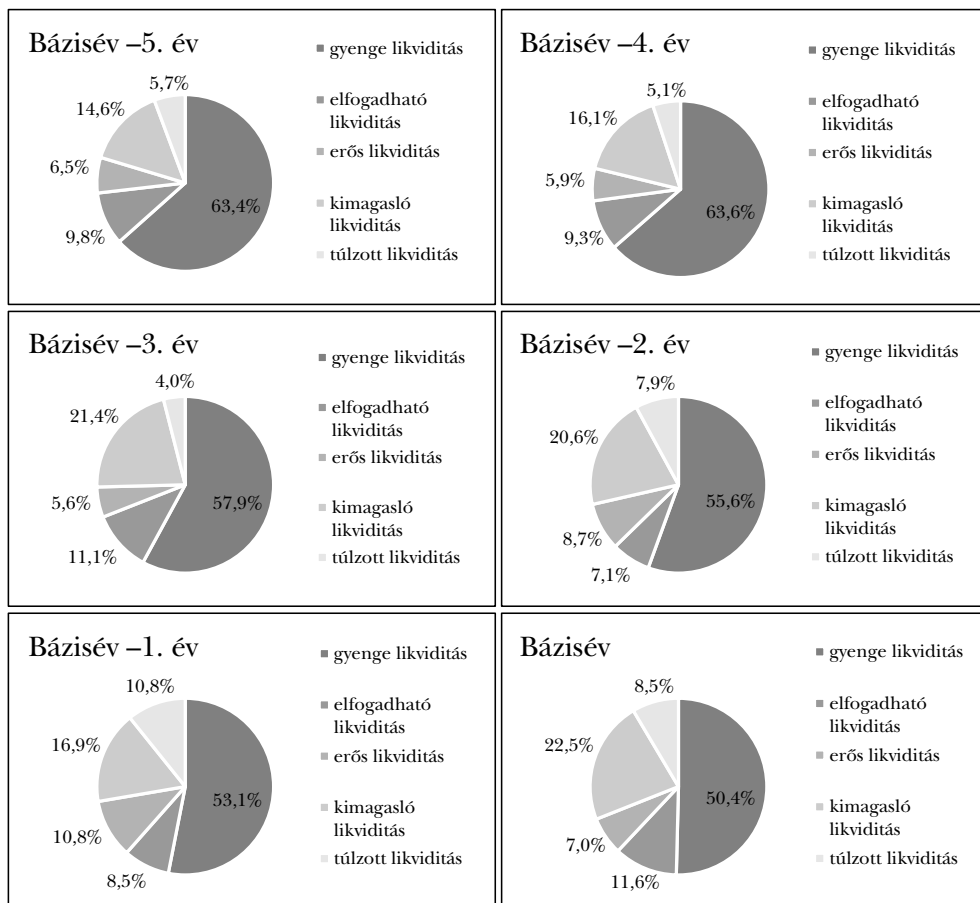 Bázisév –5. év
5,7%
14,6%
6,5%
9,8%
63,4%
gyenge likviditás
elfogadható
likviditás
erős likviditás
kimagasló
likviditás
túlzott likviditás
Bázisév –4. év
5,1%
16,1%
5,9%
9,3%
63,6%
gyenge likviditás
elfogadható
likviditás
erős likviditás
kimagasló
likviditás
túlzott likviditás
Bázisév –3. év
4,0%
21,4%
5,6%
11,1%
57,9%
gyenge likviditás
elfogadható
likviditás
erős likviditás
kimagasló
likviditás
túlzott likviditás
Bázisév –2. év
7,9%
20,6%
8,7%
7,1%
55,6%
gyenge likviditás
elfogadható
likviditás
erős likviditás
kimagasló
likviditás
túlzott likviditás
Bázisév –1. év
10,8%
16,9%
10,8%
8,5%
53,1%
gyenge likviditás
elfogadható
likviditás
erős likviditás
kimagasló
likviditás
túlzott likviditás
Bázisév
8,5%
22,5%
7,0%
11,6%
50,4%
gyenge likviditás
elfogadható
likviditás
erős likviditás
kimagasló
likviditás
túlzott likviditás